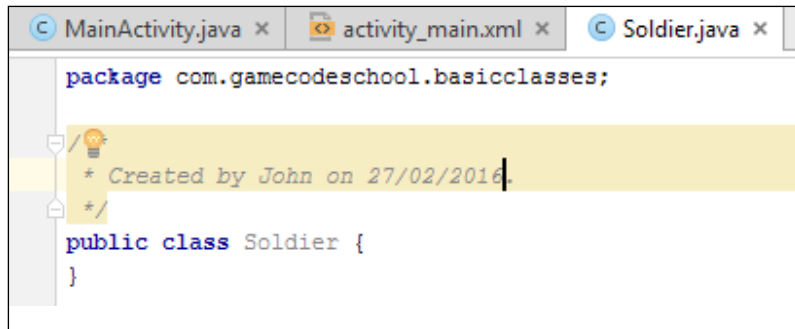 MainActivity.java × activity_main.xml × Soldier.java ×
package com.gamecodeschool.basicclasses;
/*
* Created by John on 27/02/2016.
*/
public class Soldier {
}